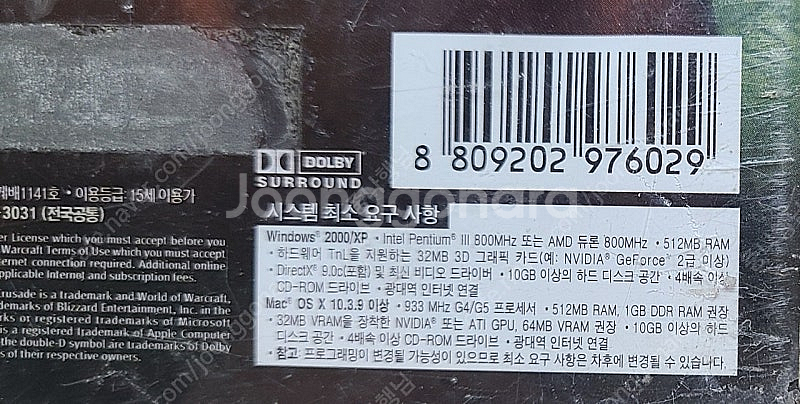 8 809202 976029
DOLBY
SURROUND
1141호 • 이용등급: 15세 이용가
-3031 (전국공통)
시스템 최소 요구 사항
Windows® 2000/XP • Intel Pentium® III 800MHz 또는 AMD 듀론 800MHz • 512MB RAM
• 하드웨어 TnL을 지원하는 32MB 3D 그래픽 카드(예: NVIDIA® GeForce® 2급 이상)
• DirectX® 9.0c(포함) 및 최신 비디오 드라이버 • 10GB 이상의 하드 디스크 공간 • 4배속 이상
CD-ROM 드라이브 • 광대역 인터넷 연결
Mac® OS X 10.3.9 이상 • 933 MHz G4/G5 프로세서 • 512MB RAM, 1GB DDR RAM 권장
• 32MB VRAM을 장착한 NVIDIA® 또는 ATI GPU, 64MB VRAM 권장 • 10GB 이상의 하드
디스크 공간 • 4배속 이상 CD-ROM 드라이브 • 광대역 인터넷 연결
• 참고: 프로그래밍이 변경될 가능성이 있으므로 최소 요구 사항은 차후에 변경될 수 있습니다.
er License which you must accept before you
Warcraft Terms of Use which you must accept
ternet connection required. Additional online
pplicable Internet and subscription fees.
Crusade is a trademark and World of Warcraft,
demarks of Blizzard Entertainment, Inc. in the
ks or registered trademarks of Microsoft
is a registered trademark of Apple Computer
the double-D symbol are trademarks of Dolby
s of their respective owners.
Joonggonara